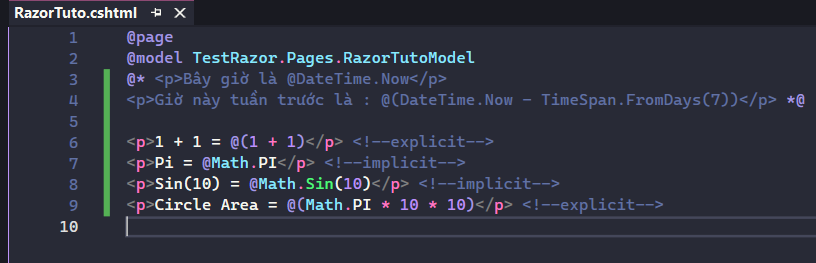 RazorTuto.cshtml
1 @page
2 @model TestRazor.Pages.RazorTutoModel
3 @* <p>Bây giờ là @DateTime.Now</p>
4 <p>Giờ này tuần trước là : @(DateTime.Now - TimeSpan.FromDays(7))</p> *@
5
6 <p>1 + 1 = @(1 + 1)</p> <!--explicit-->
7 <p>Pi = @Math.PI</p> <!--implicit-->
8 <p>Sin(10) = @Math.Sin(10)</p> <!--implicit-->
9 <p>Circle Area = @(Math.PI * 10 * 10)</p> <!--explicit-->
10